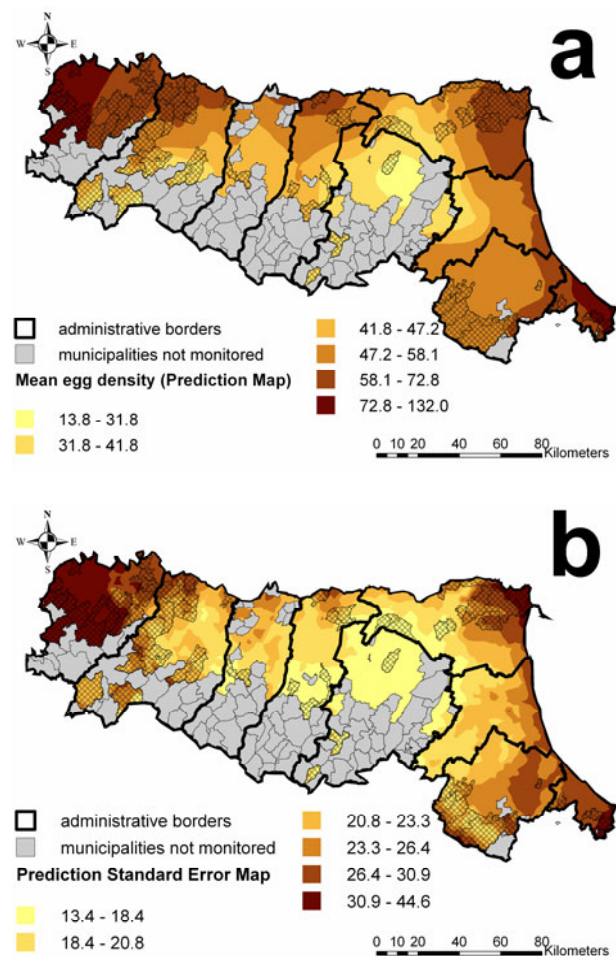 a
N
W E
S
administrative borders
municipalities not monitored
Mean egg density (Prediction Map)
13.8 - 31.8
31.8 - 41.8
41.8 - 47.2
47.2 - 58.1
58.1 - 72.8
72.8 - 132.0
0 10 20 40 60 80
Kilometers
b
N
W E
S
administrative borders
municipalities not monitored
Prediction Standard Error Map
13.4 - 18.4
18.4 - 20.8
20.8 - 23.3
23.3 - 26.4
26.4 - 30.9
30.9 - 44.6
0 10 20 40 60 80
Kilometers